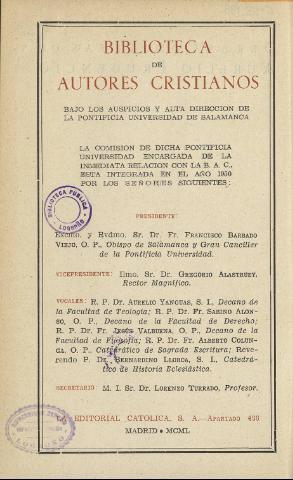 BIBLIOTECA
DE
AUTORES CRISTIANOS
BAJO LOS AUSPICIOS Y ALTA DIRECCION DE
LA PONTIFICIA UNIVERSIDAD DE SALAMANCA
LA COMISION DE DICHA PONTIFICIA
UNIVERSIDAD ENCARGADA DE LA
INMEDIATA RELACION CON LA B. A. C.,
ESTA INTEGRADA EN EL AÑO 1950
POR LOS SEÑORES SIGUIENTES:
BIBLIOTECA PÚBLICA
LOGROÑO
PRESIDENTE:
Excmo. y Rvdmo. Sr. Dr. Fr. FRANCISCO BARBADO
VIEJO, O. P., Obispo de Salamanca y Gran Canciller
de la Pontificia Universidad.
VICEPRESIDENTE: Ilmo. Sr. Dr. GREGORIO ALASTRUEY,
Rector Magnífico.
VOCALES: R. P. Dr. AURELIO YANGUAS, S. I., Decano de
la Facultad de Teología; R. P. Dr. Fr. SABINO ALON-
SO, O. P., Decano de la Facultad de Derecho;
R. P. Dr. Fr. JESÚS VALBUENA, O. P., Decano de la
Facultad de Filosofía; R. P. Dr. Fr. ALBERTO COLUN-
GA, O. P., Catedrático de Sagrada Escritura; Reve-
rendo P. Dr. BERNARDINO LLORCA, S. I., Catedrá-
tico de Historia Eclesiástica.
SECRETARIO: M. I. Sr. Dr. LORENZO TURRADO, Profesor.
LA EDITORIAL CATOLICA, S. A. APARTADO 466
MADRID • MCML
LOGROÑO